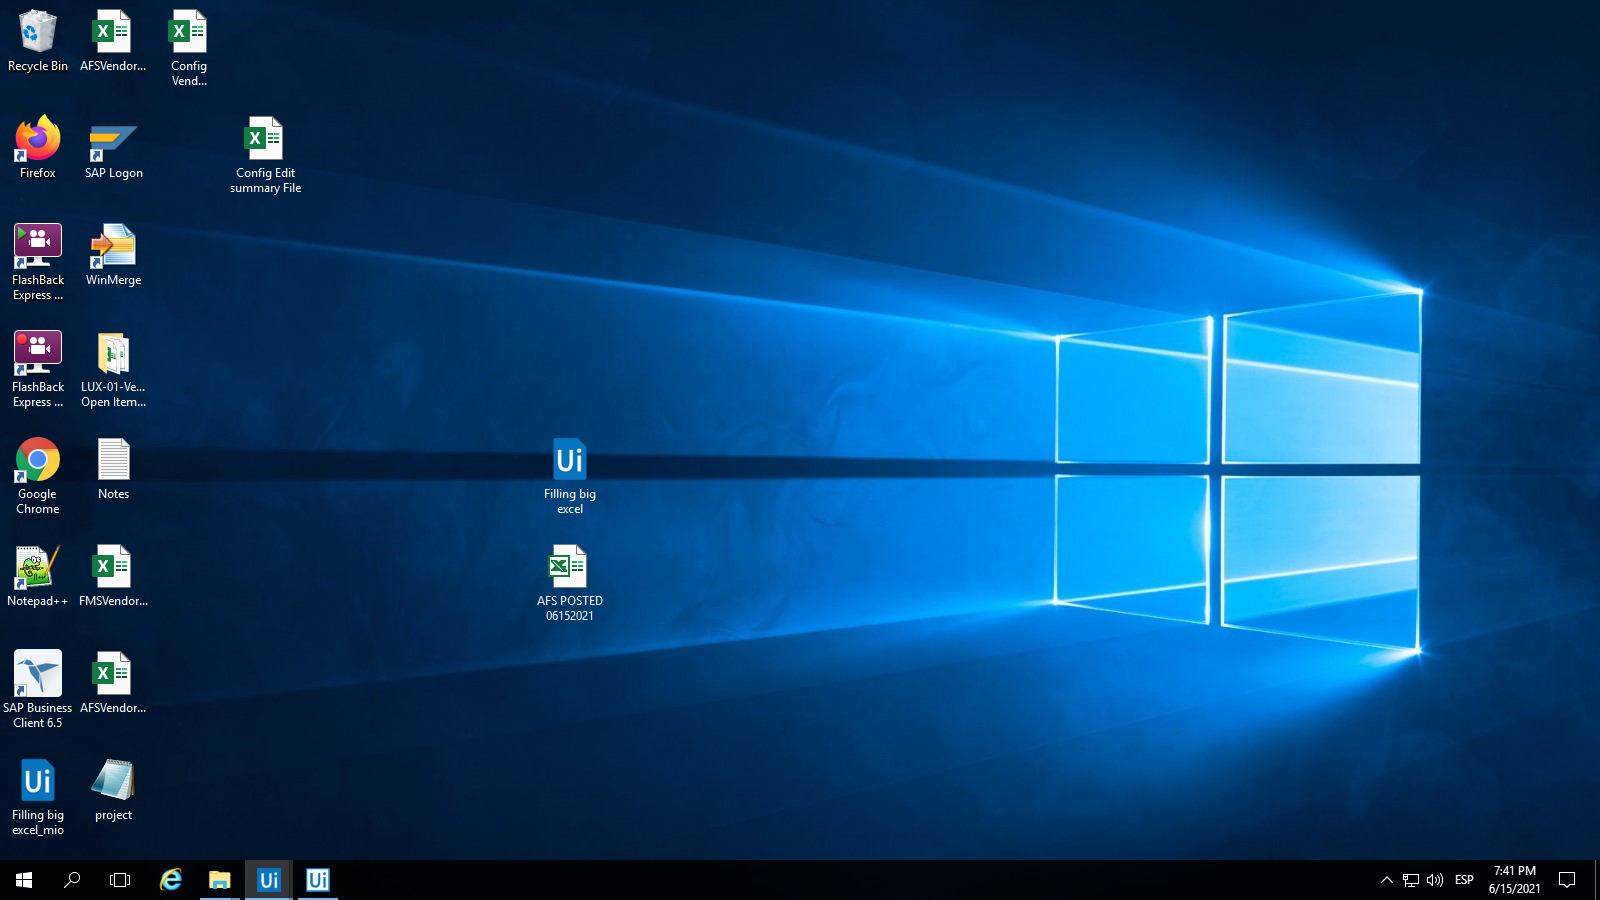 Recycle Bin
AFSVendor...
Config
Vend...
Firefox
SAP Logon
Config Edit
summary File
FlashBack
Express ...
WinMerge
FlashBack
Express ...
LUX-01-Ve...
Open Item...
Google
Chrome
Notes
Ui
Filling big
excel
Notepad++
FMSVendor...
AFS POSTED
06152021
SAP Business
Client 6.5
AFSVendor...
Ui
Filling big
excel_mio
project
Ui
Ui
ESP
7:41 PM
6/15/2021